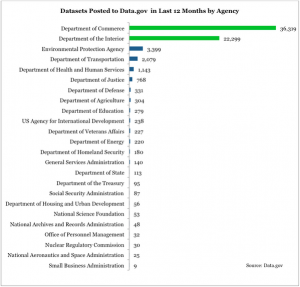 Datasets Posted to Data.gov in Last 12 Months by Agency
Department of Commerce 36,319
Department of the Interior 22,299
Environmental Protection Agency 3,399
Department of Transportation 2,079
Department of Health and Human Services 1,143
Department of Justice 768
Department of Defense 331
Department of Agriculture 304
Department of Education 279
US Agency for International Development 238
Department of Veterans Affairs 227
Department of Energy 220
Department of Homeland Security 180
General Services Administration 140
Department of State 113
Department of the Treasury 95
Social Security Administration 87
Department of Housing and Urban Development 56
National Science Foundation 53
National Archives and Records Administration 48
Office of Personnel Management 32
Nuclear Regulatory Commission 30
National Aeronautics and Space Administration 25
Small Business Administration 9
Source: Data.gov